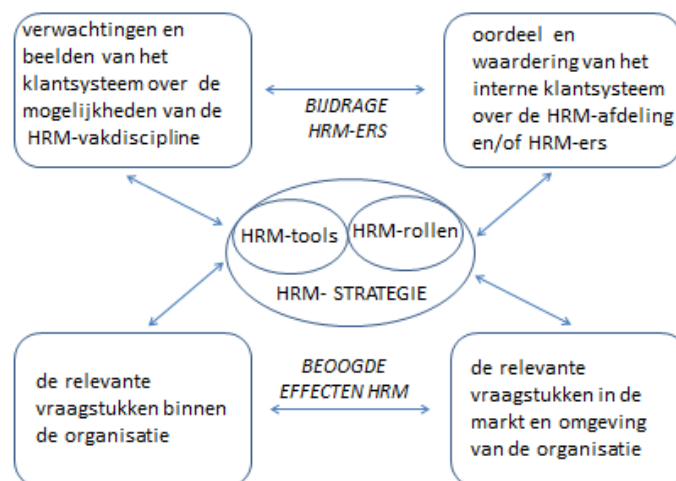 verwachtingen en
beelden van het
klantsysteem over de
mogelijkheden van de
HRM-vakdiscipline
BIJDRAGE
HRM-ERS
oordeel en
waardering van het
interne klantsysteem
over de HRM-afdeling
en/of HRM-ers
HRM-tools
HRM-rollen
HRM- STRATEGIE
de relevante
vraagstukken binnen
de organisatie
BEOOGDE
EFFECTEN HRM
de relevante
vraagstukken in de
markt en omgeving
van de organisatie